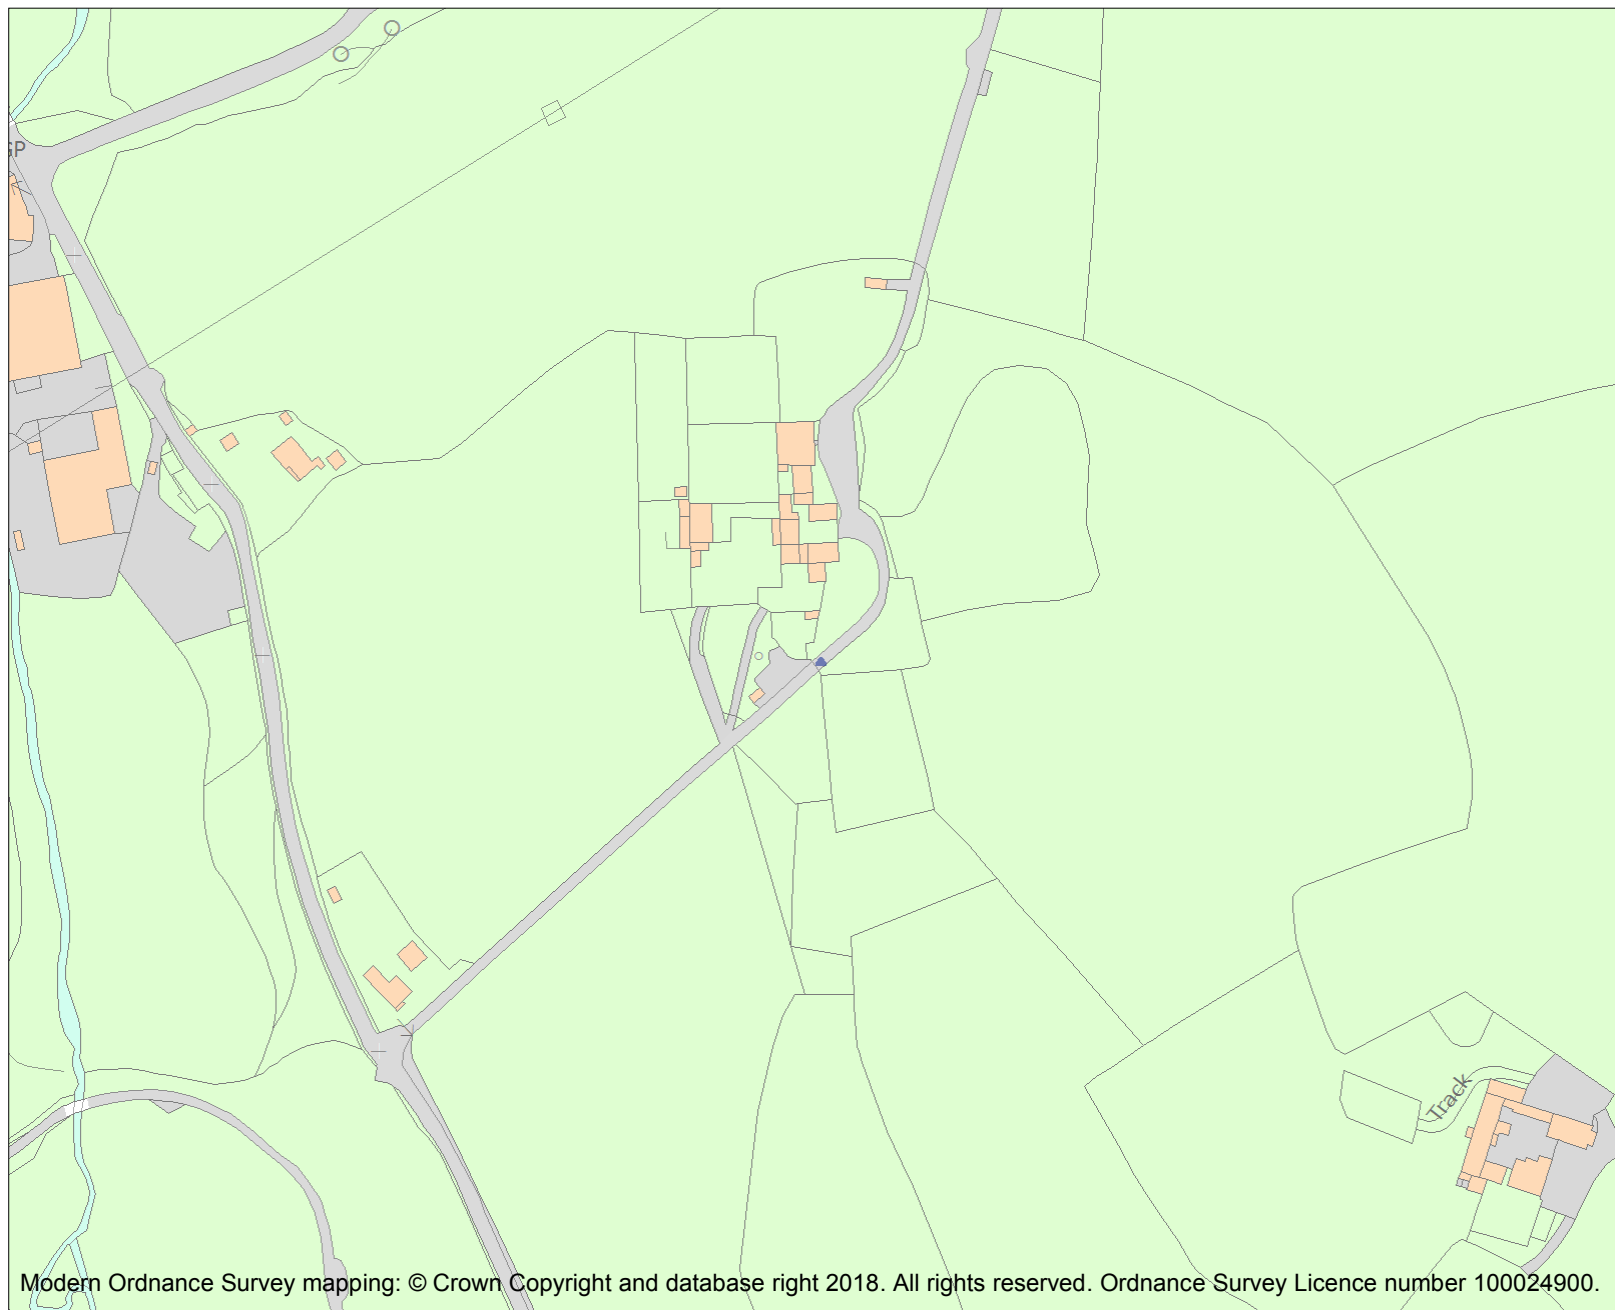 GP
Track
Modern Ordnance Survey mapping: © Crown Copyright and database right 2018. All rights reserved. Ordnance Survey Licence number 100024900.